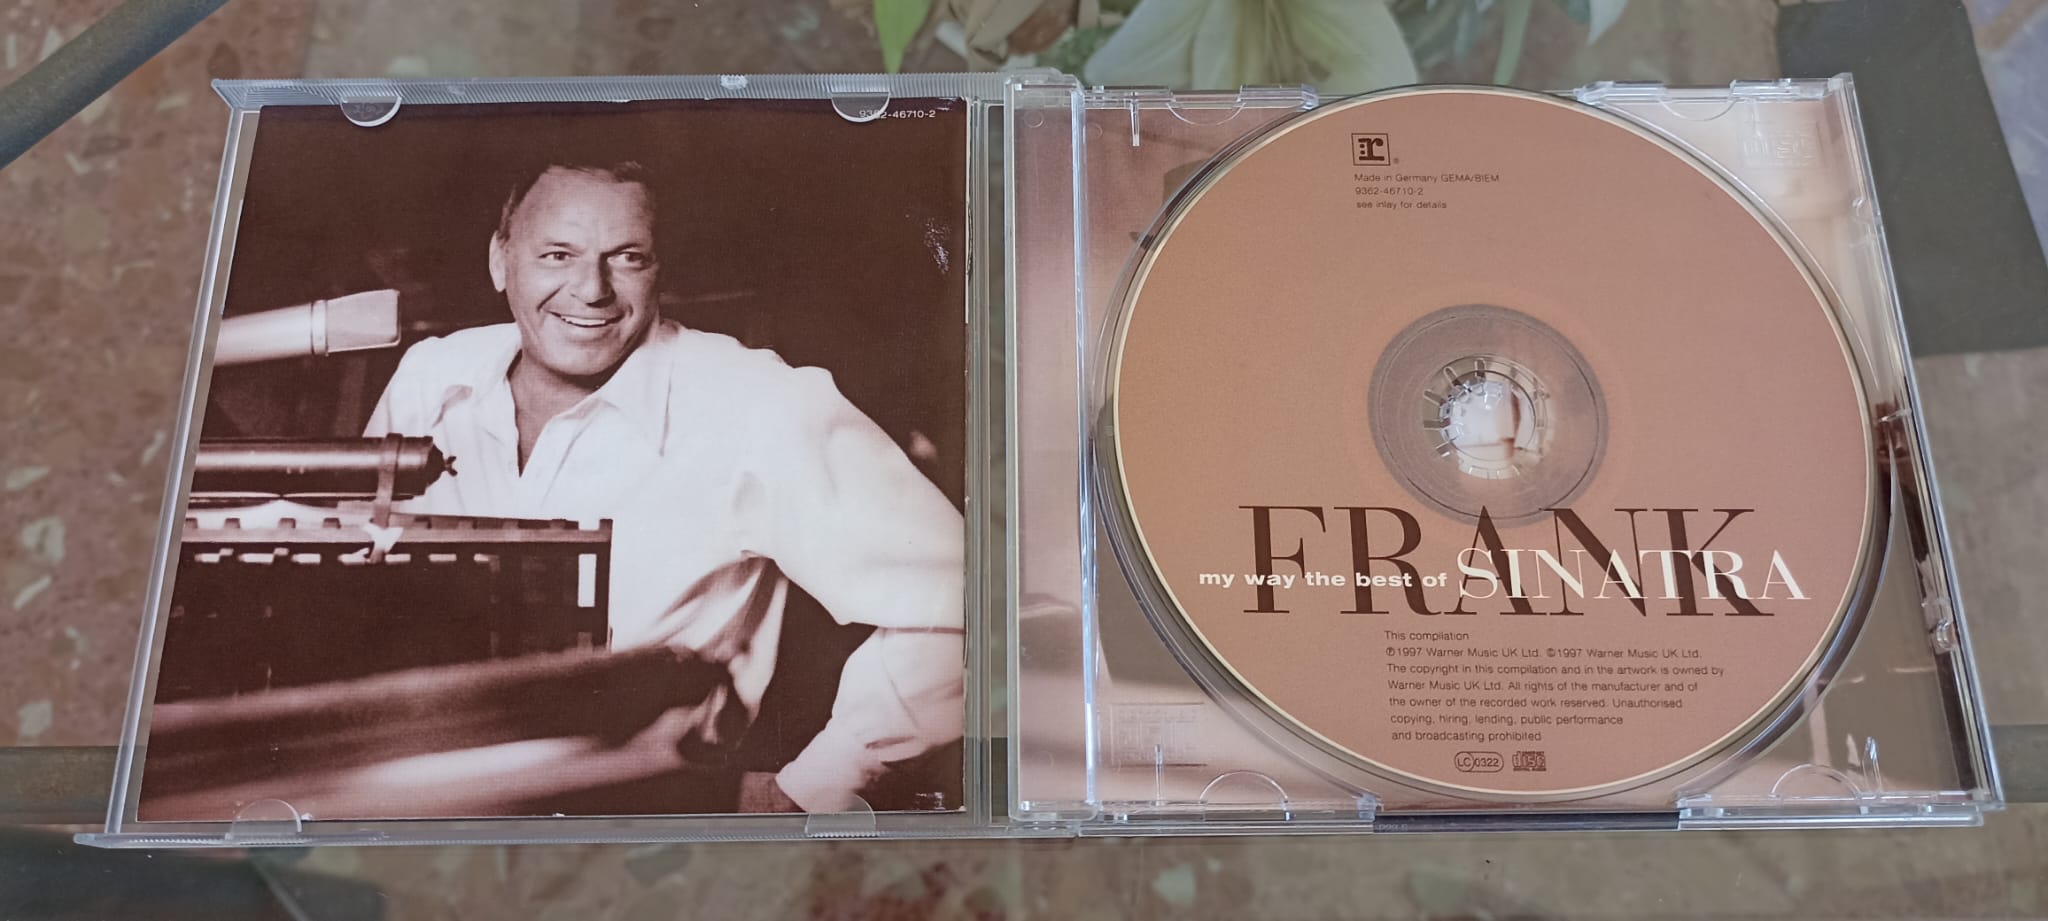 9362-46710-2
r
Made in Germany GEMA/BIEM
9362-46710-2
see inlay for details
FRANK
my way the best of SINATRA
This compilation
℗1997 Warner Music UK Ltd. ©1997 Warner Music UK Ltd.
The copyright in this compilation and in the artwork is owned by
Warner Music UK Ltd. All rights of the manufacturer and of
the owner of the recorded work reserved. Unauthorised
copying, hiring, lending, public performance
and broadcasting prohibited
LC 0322
disc